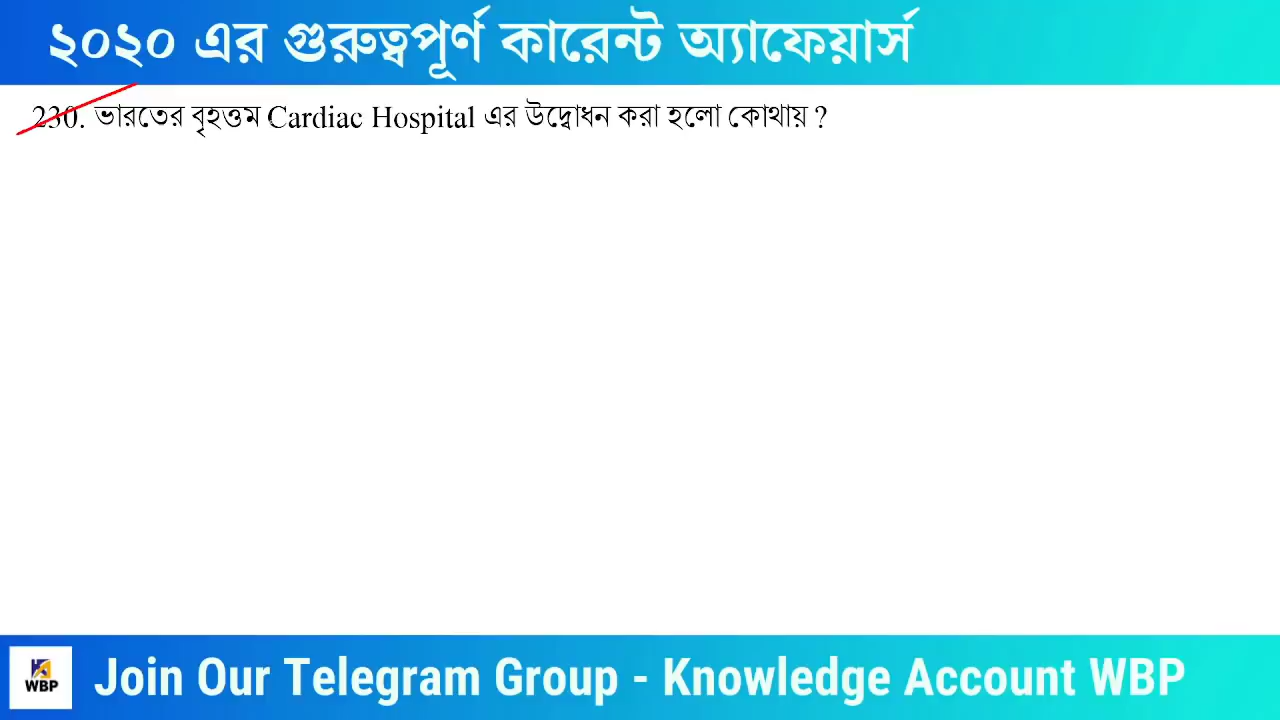 ২০২০ এর গুরুত্বপূর্ণ কারেন্ট অ্যাফেয়ার্স
230. ভারতের বৃহত্তম Cardiac Hospital এর উদ্বোধন করা হলো কোথায় ?
WBP
Join Our Telegram Group - Knowledge Account WBP